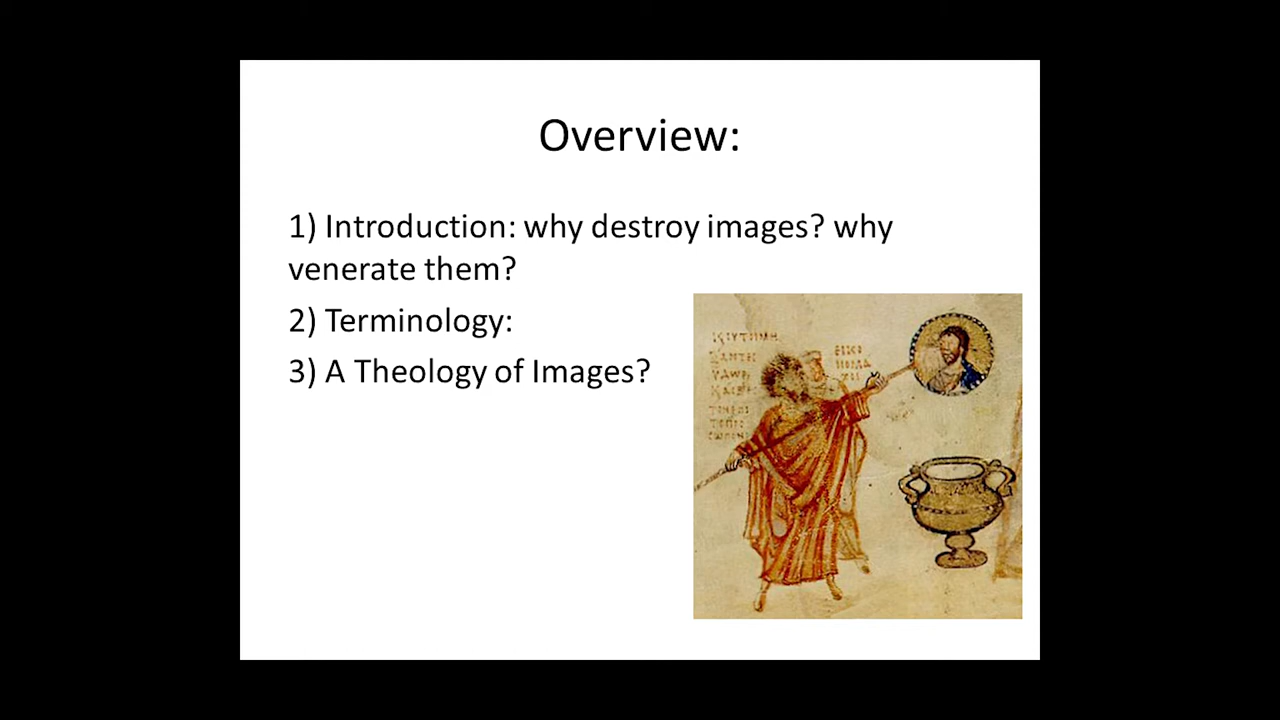 Overview:
1) Introduction: why destroy images? why
venerate them?
2) Terminology:
3) A Theology of Images?